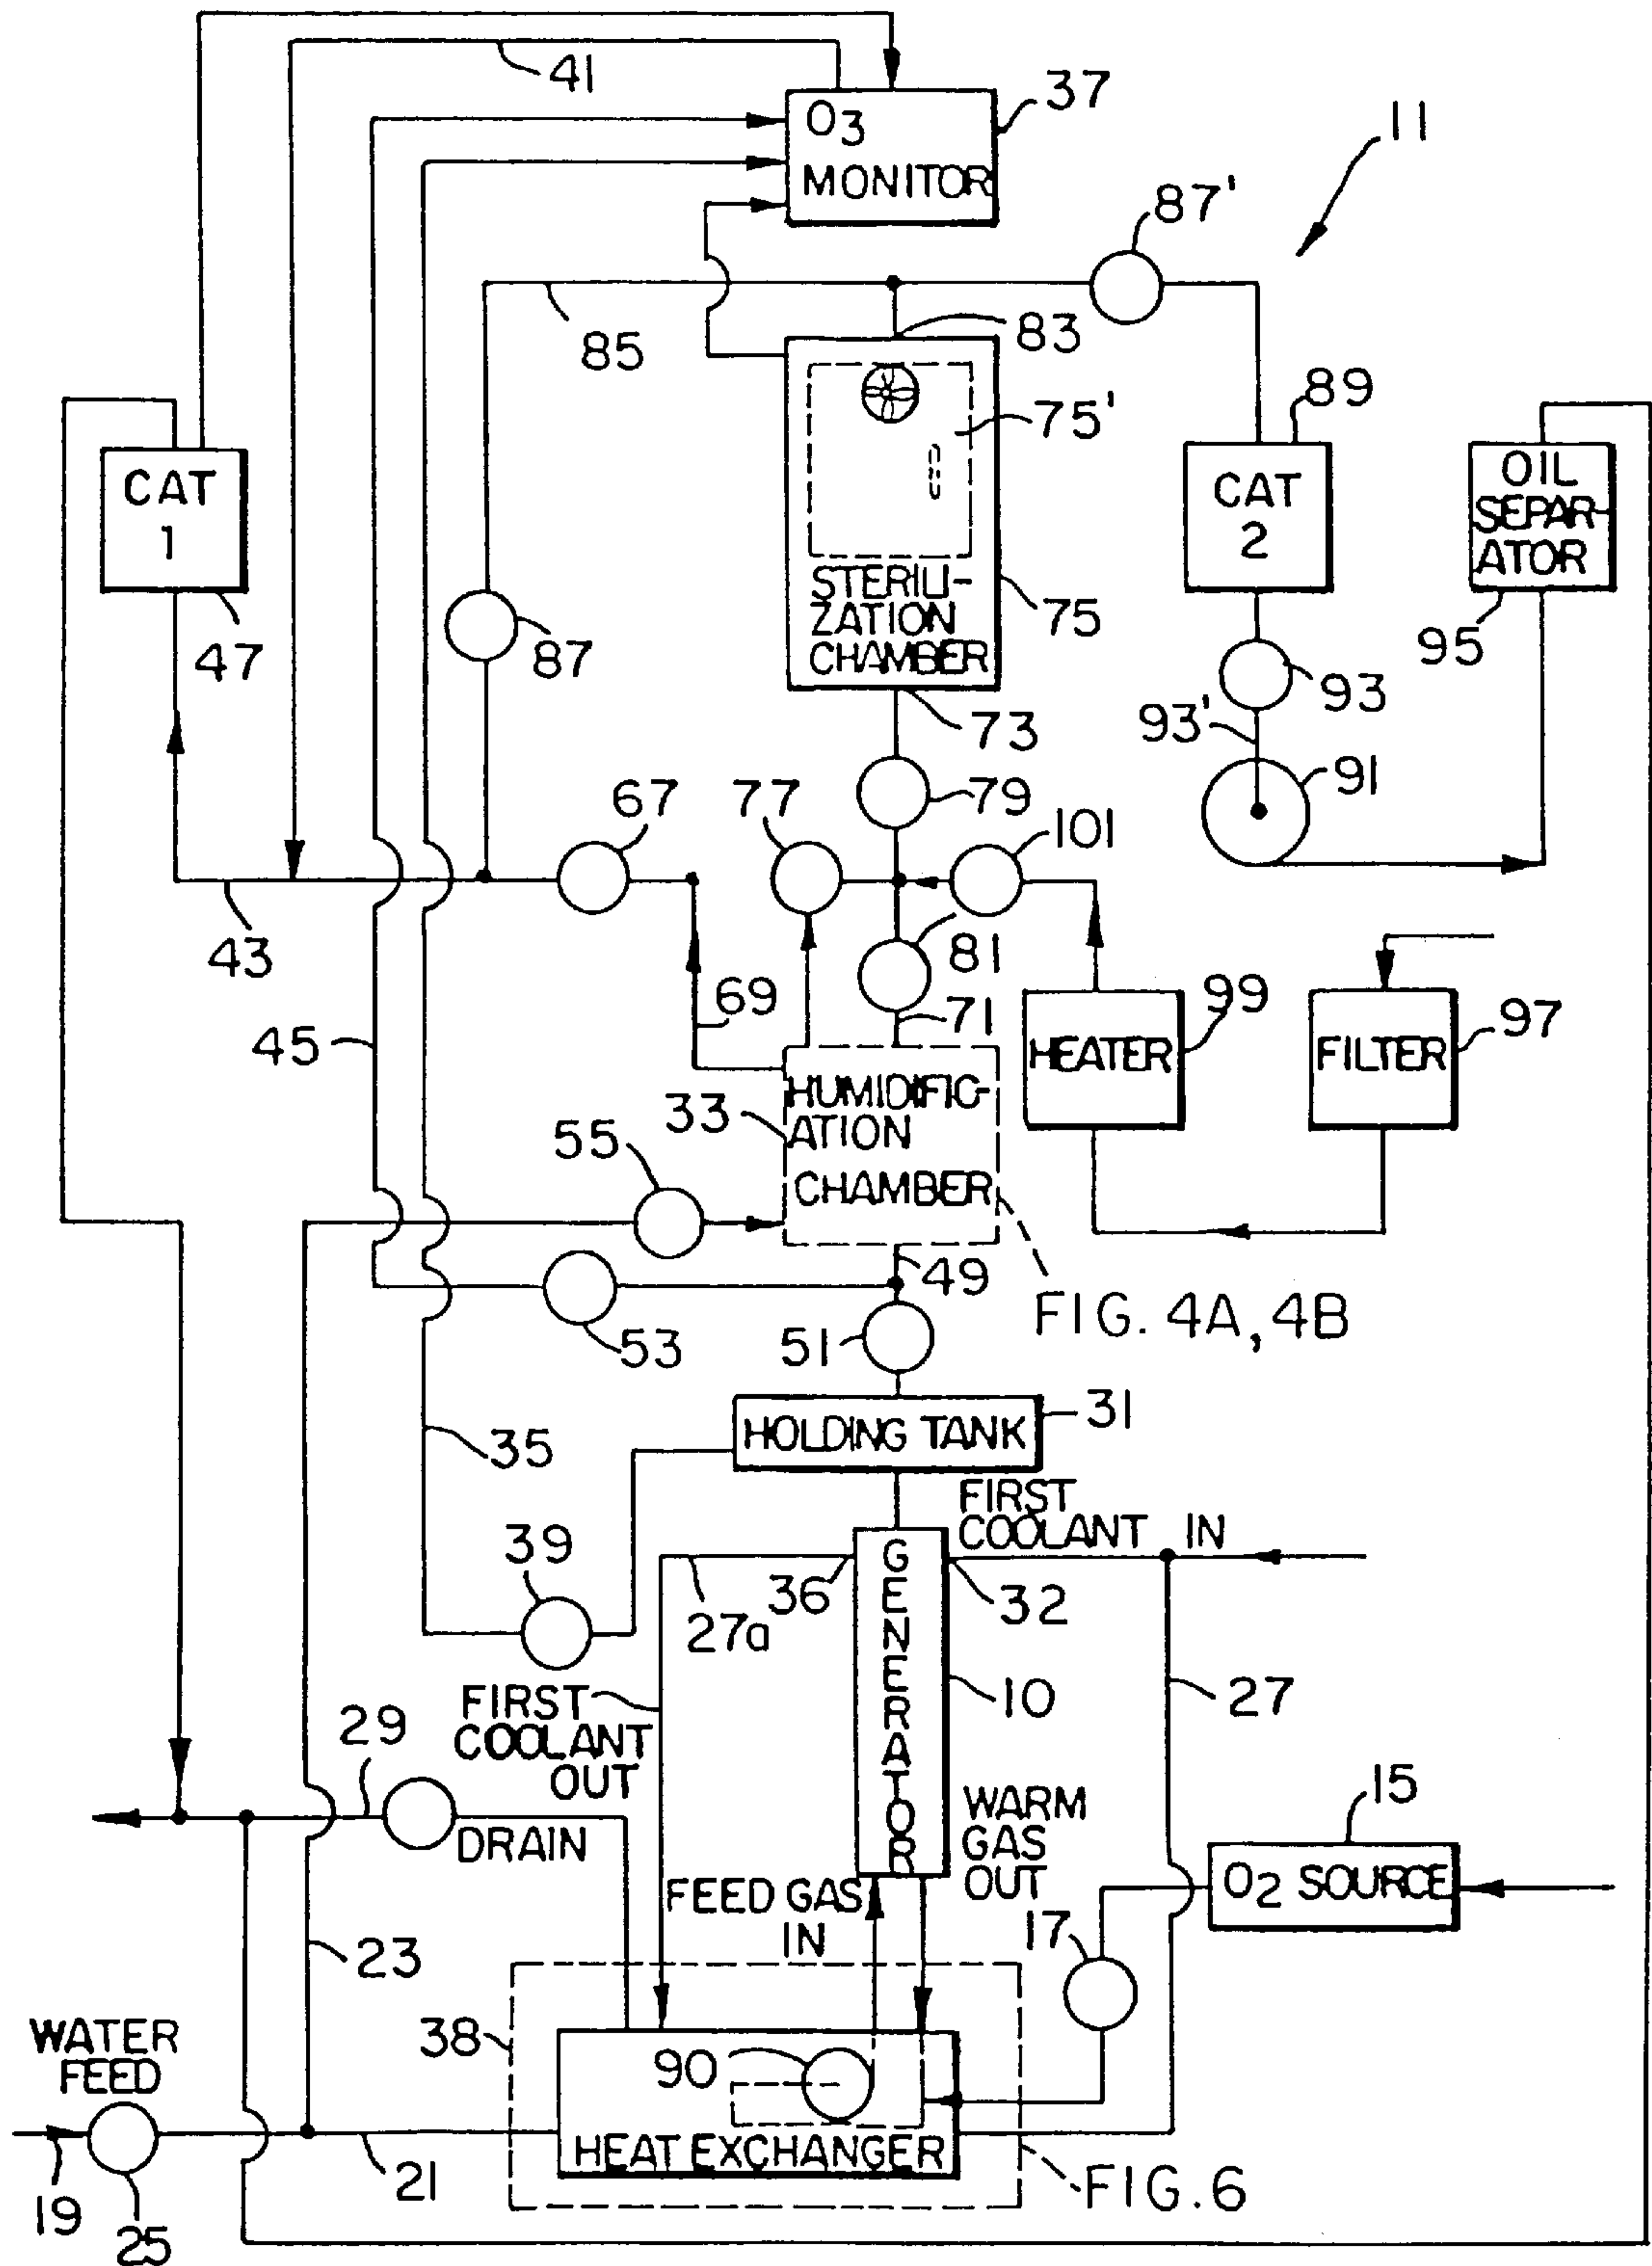 41
O3
MONITOR
37
11
87'
85
83
75'
89
CAT
1
47
87
STERILI-
ZATION
CHAMBER
75
CAT
2
OIL
SEPAR-
ATOR
95
93
93'
91
73
79
67
77
101
43
81
69
71
45
HEATER
99
FILTER
97
33
HUMIDIFIC-
ATION
CHAMBER
55
49
FIG. 4A, 4B
53
51
HOLDING TANK
31
35
FIRST
COOLANT IN
39
36
32
27a
GENERATOR
10
27
FIRST
COOLANT
OUT
29
DRAIN
WARM
GAS
OUT
15
O2 SOURCE
FEED GAS
IN
17
23
38
WATER
FEED
90
HEAT EXCHANGER
19
25
21
FIG. 6